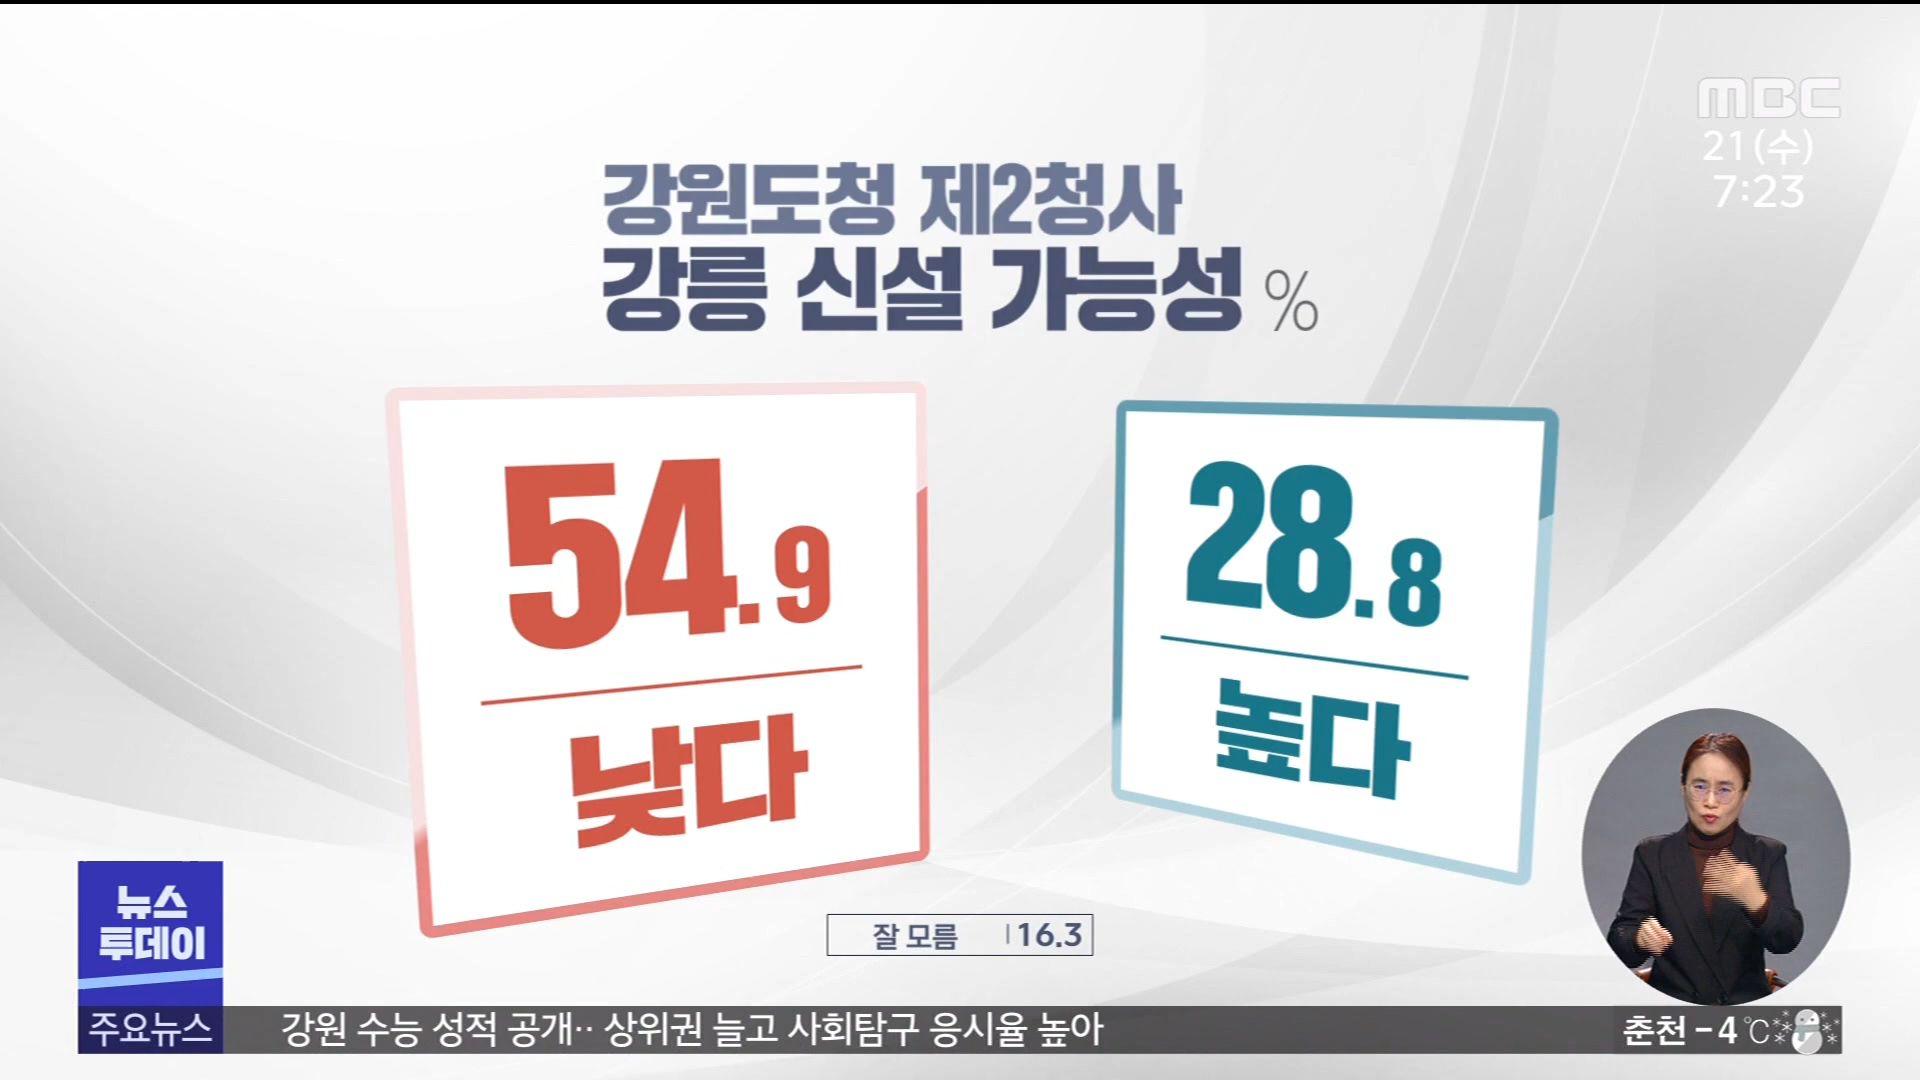 MBC
21(수)
7:23
강원도청 제2청사
강릉 신설 가능성 %
54.9
낮다
28.8
높다
잘 모름 | 16.3
뉴스
투데이
주요뉴스
강원 수능 성적 공개·· 상위권 늘고 사회탐구 응시율 높아
춘천 -4℃